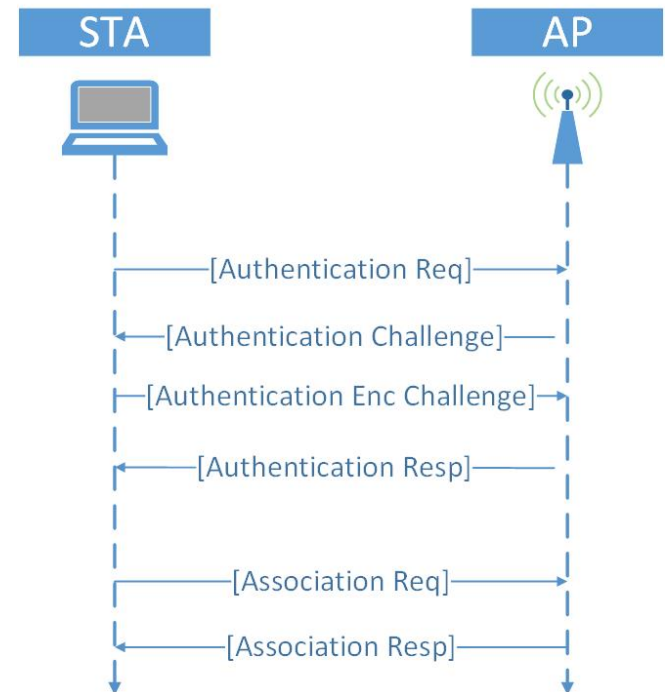 STA
AP
[Authentication Req]
[Authentication Challenge]
[Authentication Enc Challenge]
[Authentication Resp]
[Association Req]
[Association Resp]